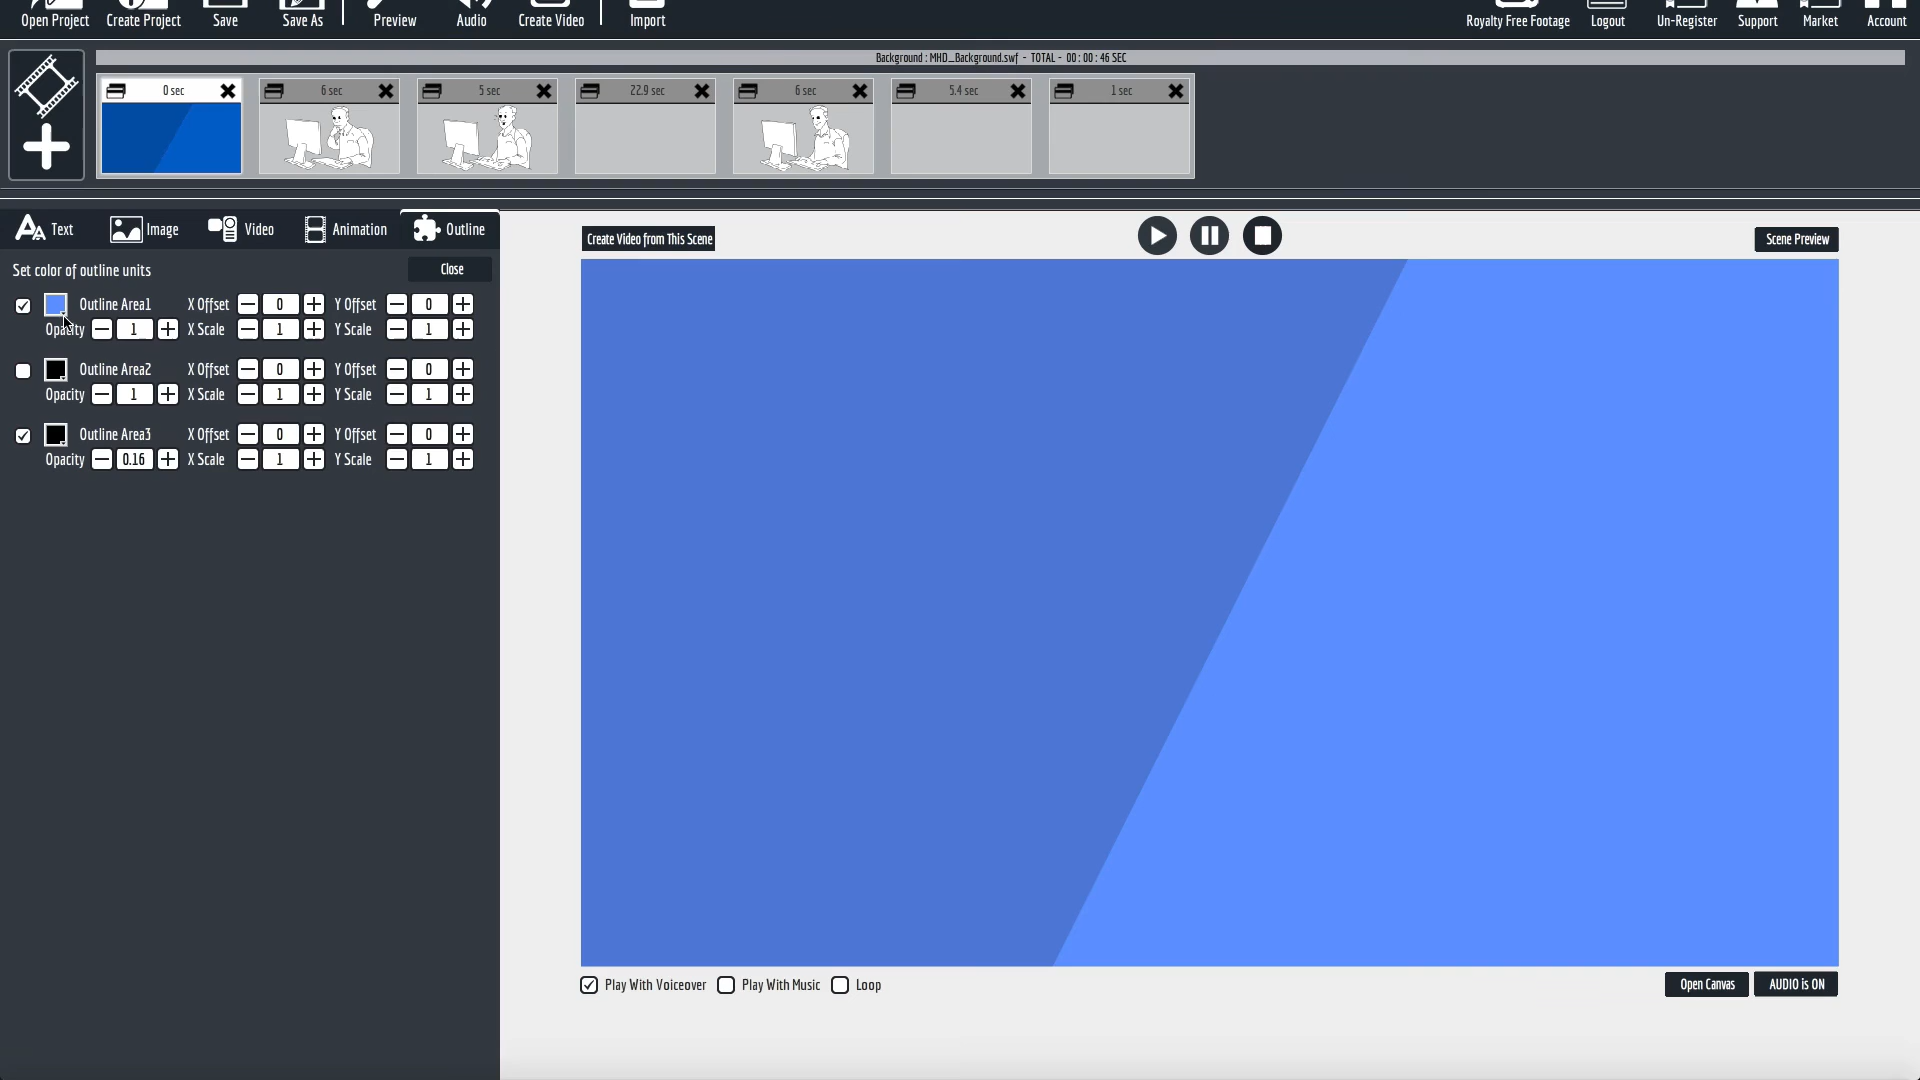 Open Project Create Project Save Save As Preview Audio Create Video Import Royalty Free Footage Logout Un-Register Support Market Account
Background : MHD_Background.swf - TOTAL - 00 : 00 : 46 SEC
0 sec 6 sec 5 sec 22.9 sec 6 sec 5.4 sec 1 sec
Text Image Video Animation Outline
Create Video from This Scene Scene Preview
Set color of outline units Close
Outline Area1 X Offset 0 Y Offset 0
Opacity 1 X Scale 1 Y Scale 1
Outline Area2 X Offset 0 Y Offset 0
Opacity 1 X Scale 1 Y Scale 1
Outline Area3 X Offset 0 Y Offset 0
Opacity 0.16 X Scale 1 Y Scale 1
Play With Voiceover Play With Music Loop Open Canvas AUDIO is ON